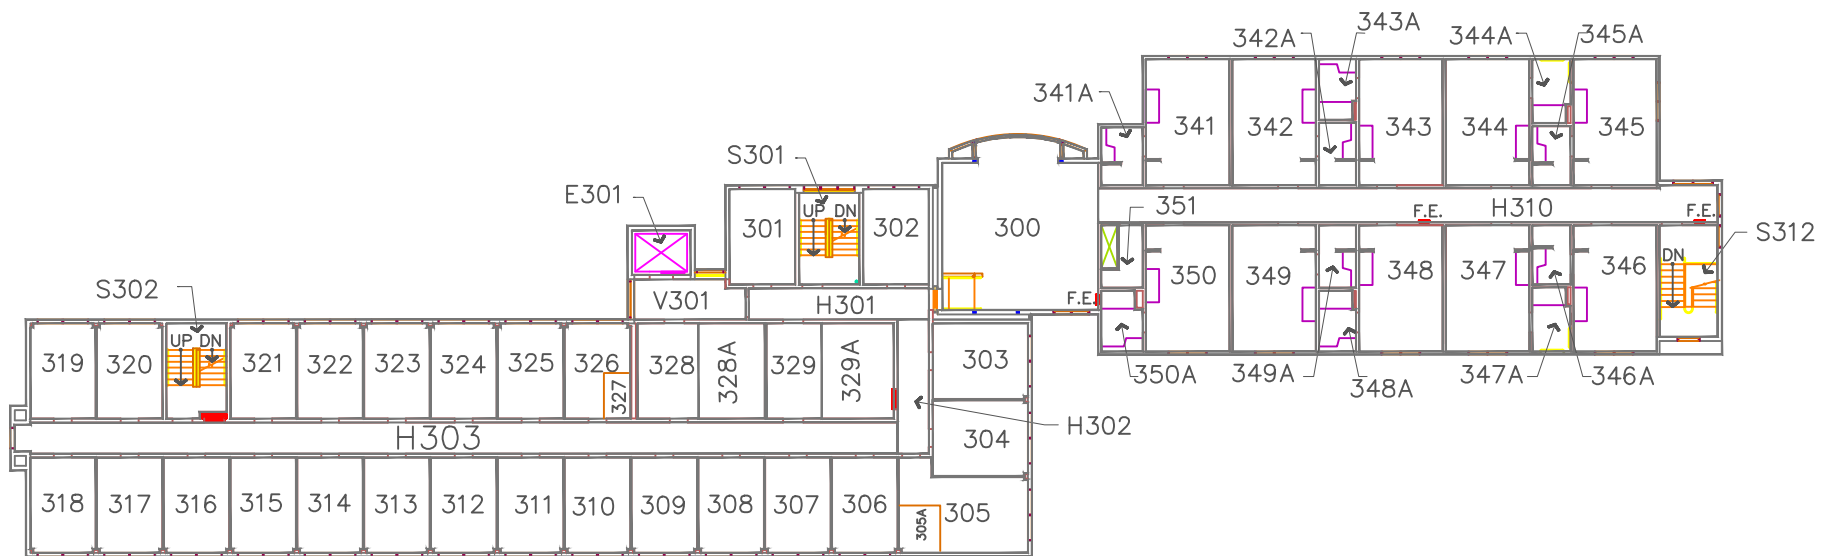 343A
342A
344A
345A
341A
341
342
343
344
345
S301
E301
UP
DN
301
302
300
351
F.E.
H310
F.E.
S312
350
349
348
347
346
DN
S302
V301
H301
F.E.
350A
349A
348A
347A
346A
319
320
UP
DN
321
322
323
324
325
326
327
328
328A
329
329A
303
304
H302
H303
318
317
316
315
314
313
312
311
310
309
308
307
306
305A
305